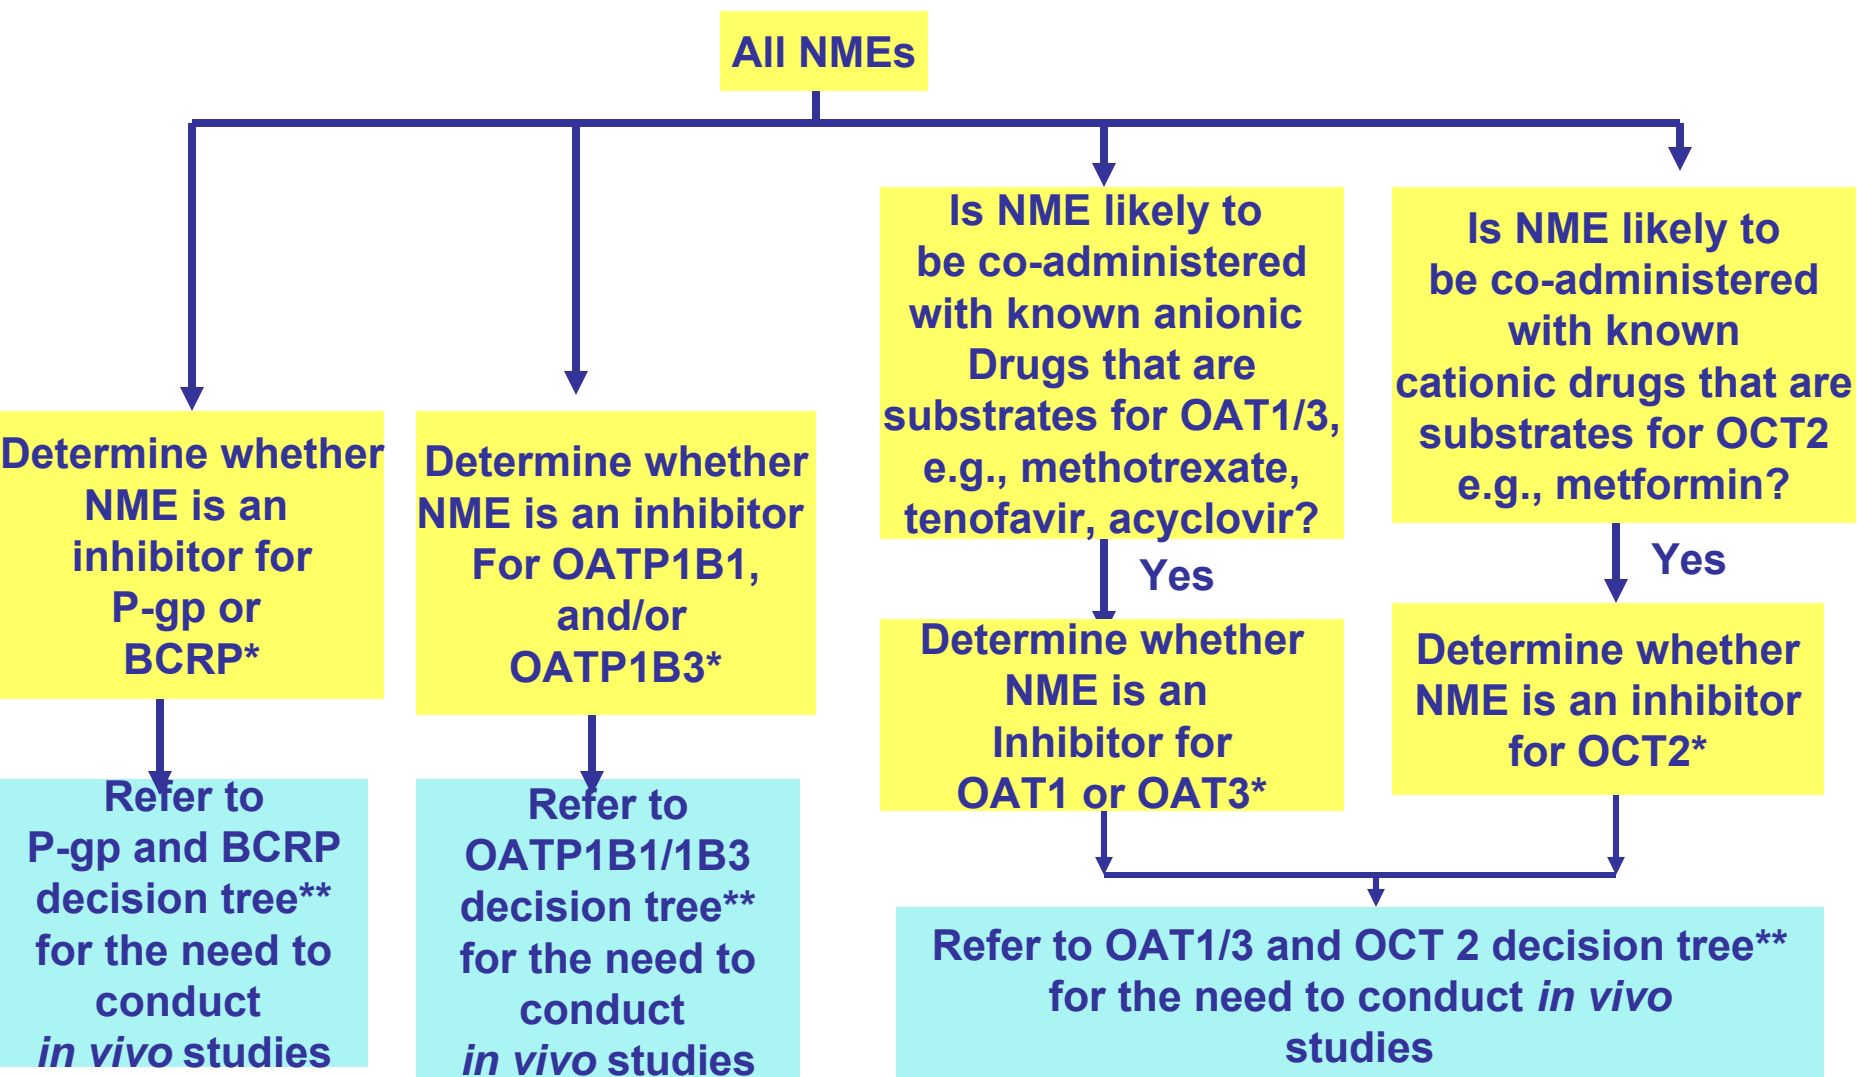 All NMEs
Determine whether
NME is an
inhibitor for
P-gp or
BCRP*
Refer to
P-gp and BCRP
decision tree**
for the need to
conduct
in vivo studies
Determine whether
NME is an inhibitor
For OATP1B1,
and/or
OATP1B3*
Refer to
OATP1B1/1B3
decision tree**
for the need to
conduct
in vivo studies
Is NME likely to
be co-administered
with known anionic
Drugs that are
substrates for OAT1/3,
e.g., methotrexate,
tenofavir, acyclovir?
Yes
Determine whether
NME is an
Inhibitor for
OAT1 or OAT3*
Is NME likely to
be co-administered
with known
cationic drugs that are
substrates for OCT2
e.g., metformin?
Yes
Determine whether
NME is an inhibitor
for OCT2*
Refer to OAT1/3 and OCT 2 decision tree**
for the need to conduct in vivo
studies